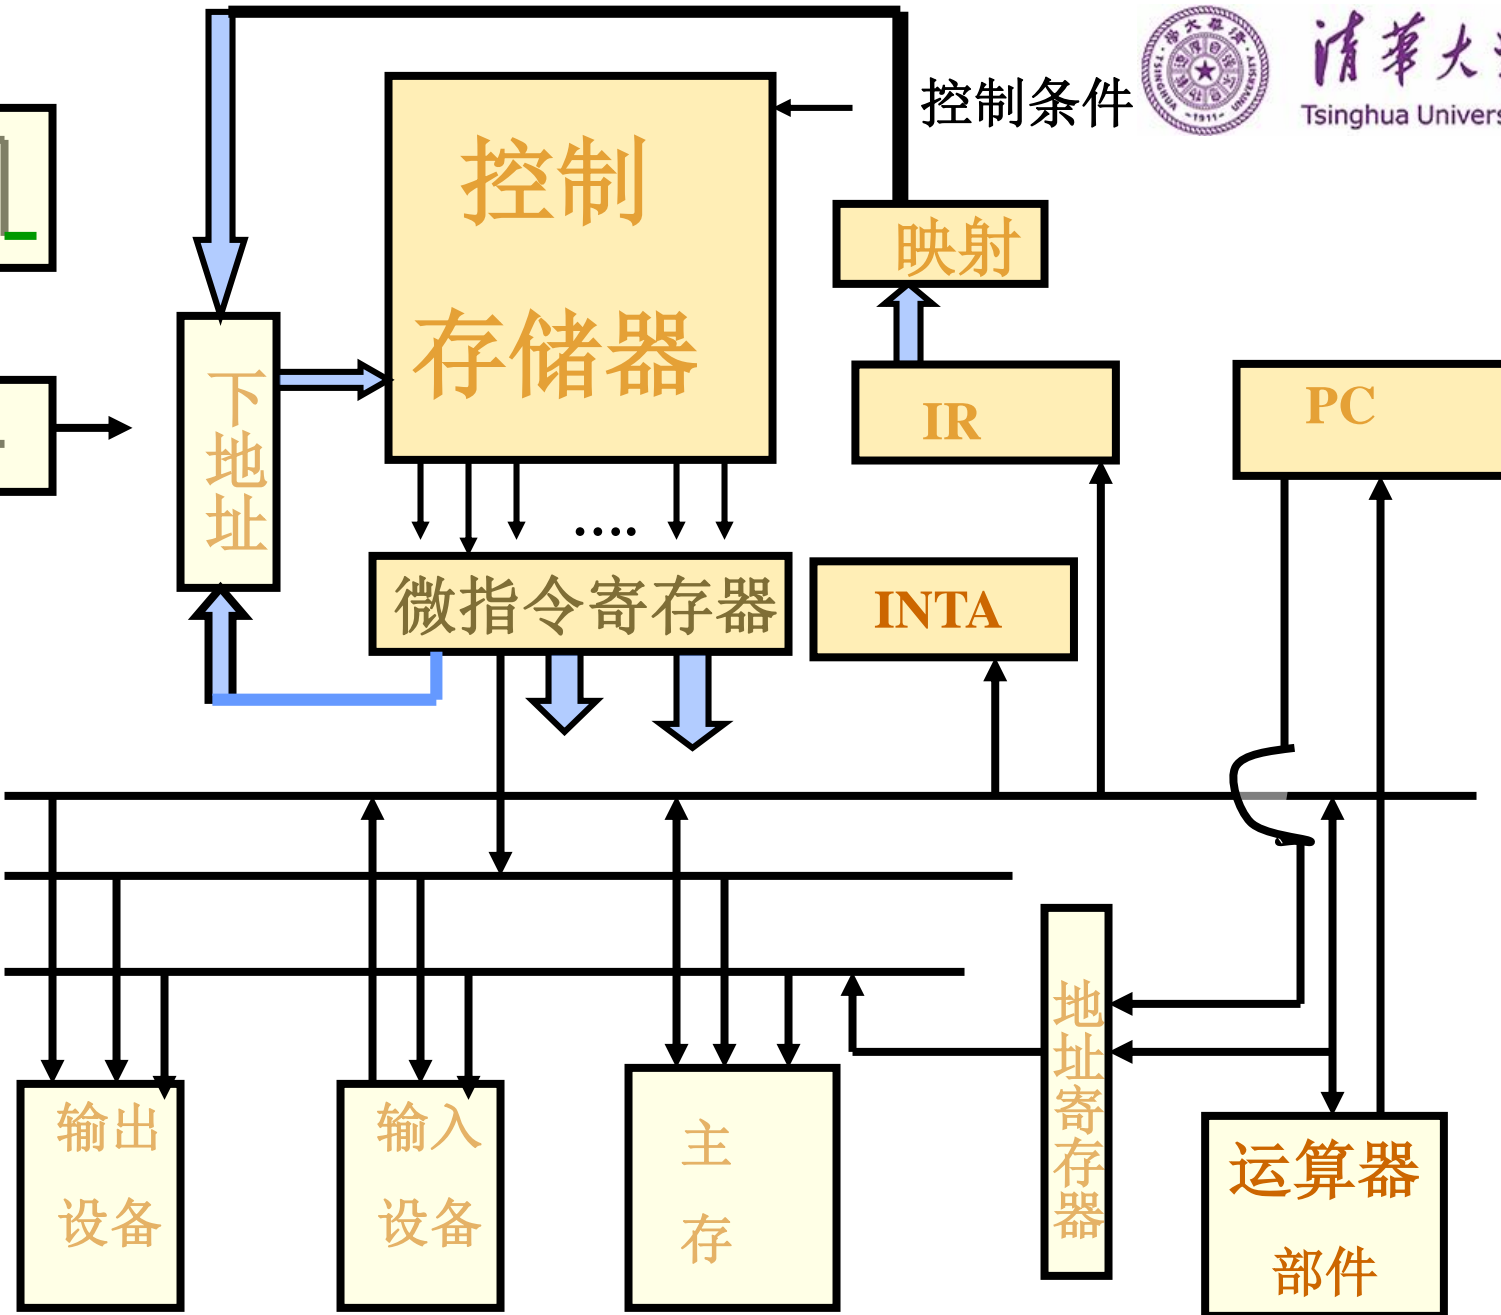 清华大
Tsinghua Univers
控制条件
控制
存储器
映射
下
地
址
IR
PC
....
微指令寄存器
INTA
地
址
寄
存
器
输出
设备
输入
设备
主
存
运算器
部件